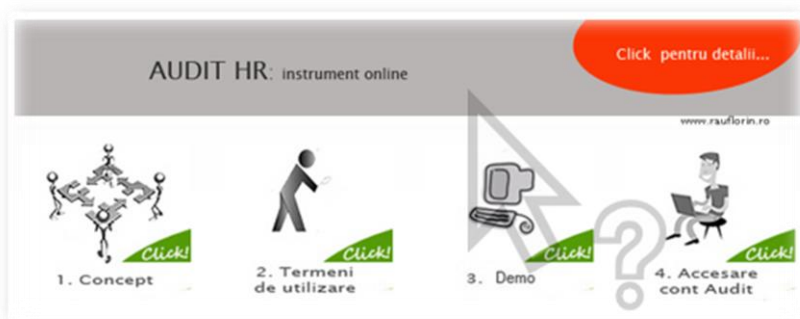 AUDIT HR: instrument online
Click pentru detalii...
www.rauflorin.ro
Click!
Click!
Click!
Click!
1. Concept
2. Termeni
de utilizare
3. Demo
4. Accesare
cont Audit